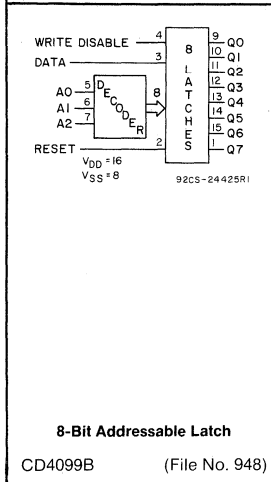 WRITE DISABLE 4
DATA 3
A0 5
A1 6
A2 7
DECODER
8
8 LATCHES
RESET 2
9 Q0
10 Q1
11 Q2
12 Q3
13 Q4
14 Q5
15 Q6
1 Q7
VDD = 16
VSS = 8
92CS-24425R1
8-Bit Addressable Latch
CD4099B (File No. 948)